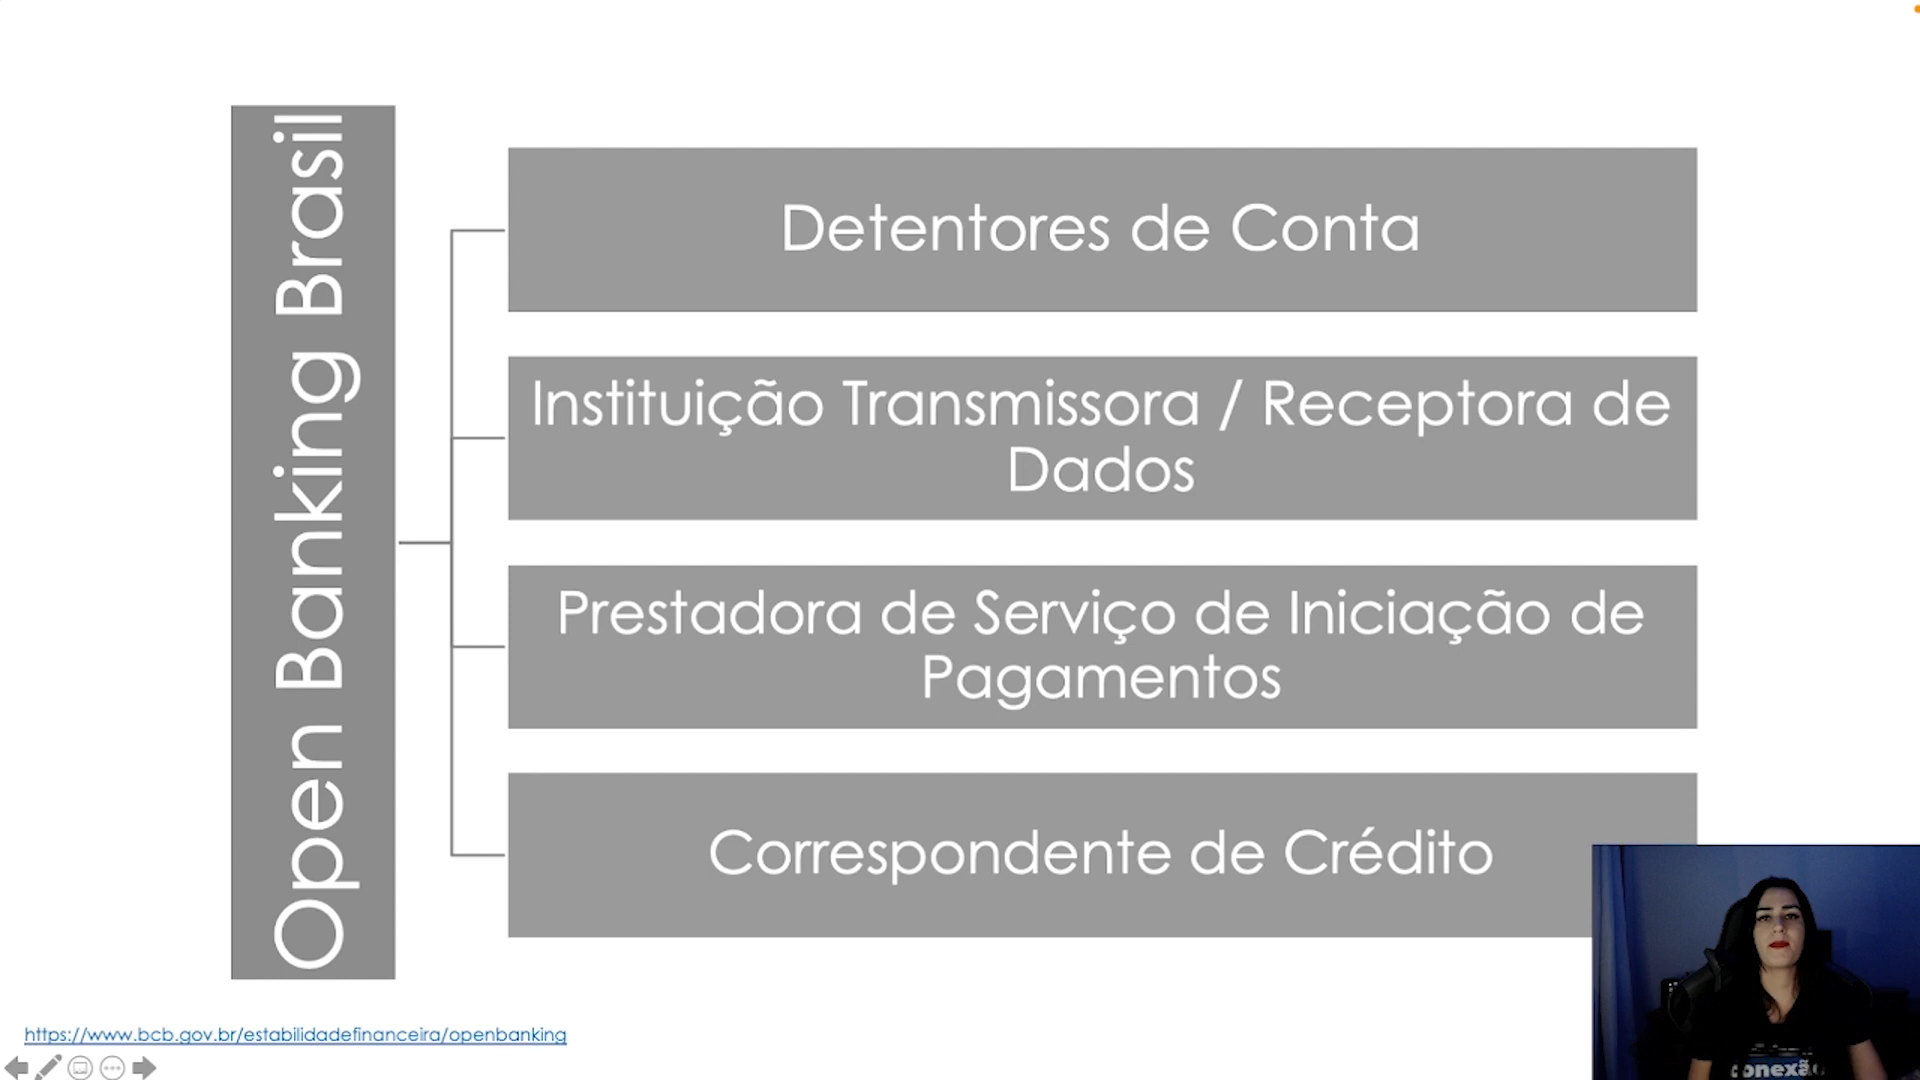 Open Banking Brasil
Detentores de Conta
Instituição Transmissora / Receptora de
Dados
Prestadora de Serviço de Iniciação de
Pagamentos
Correspondente de Crédito
https://www.bcb.gov.br/estabilidadefinanceira/openbanking
conexão